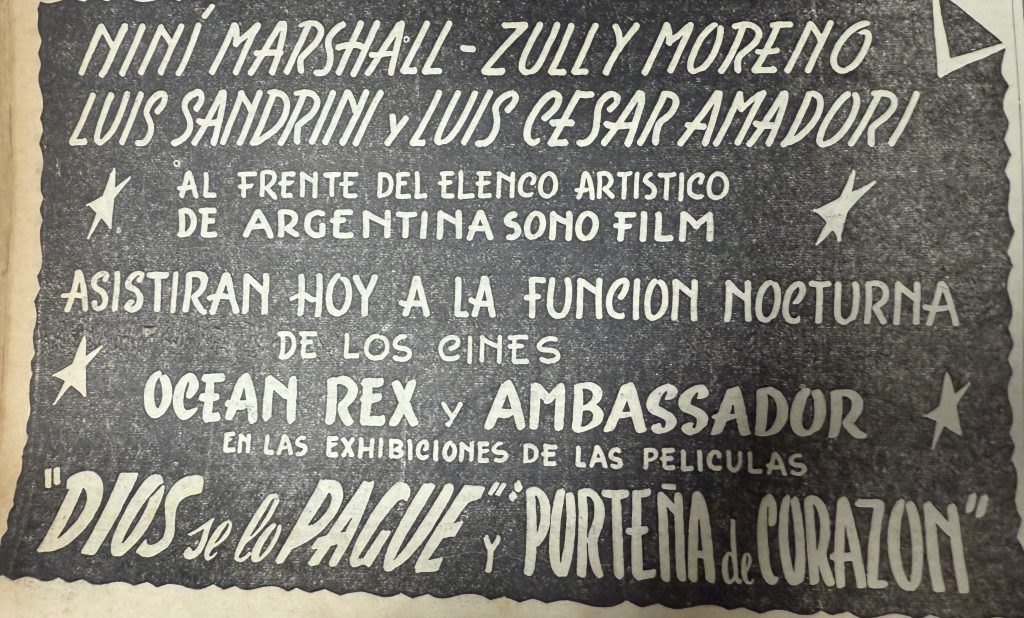 NINÍ MARSHALL - ZULLY MORENO
LUIS SANDRINI y LUIS CESAR AMADORI
AL FRENTE DEL ELENCO ARTISTICO
DE ARGENTINA SONO FILM
ASISTIRAN HOY A LA FUNCION NOCTURNA
DE LOS CINES
OCEAN REX y AMBASSADOR
EN LAS EXHIBICIONES DE LAS PELICULAS
"DIOS se lo PAGUE" y "PORTEÑA de CORAZON"